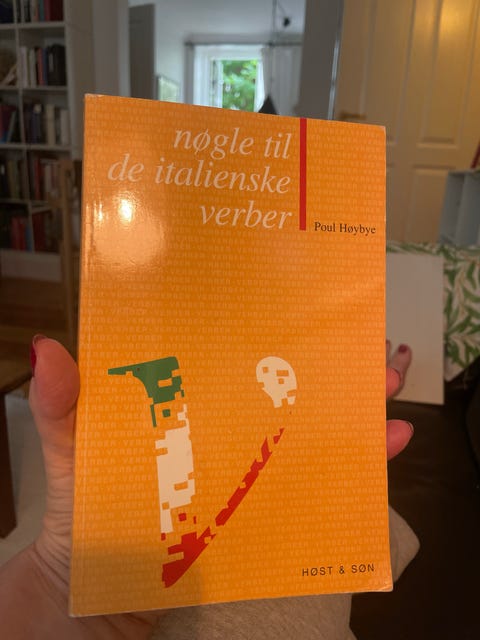 nøgle til
de italienske
verber
Poul Høybye
HØST & SØN